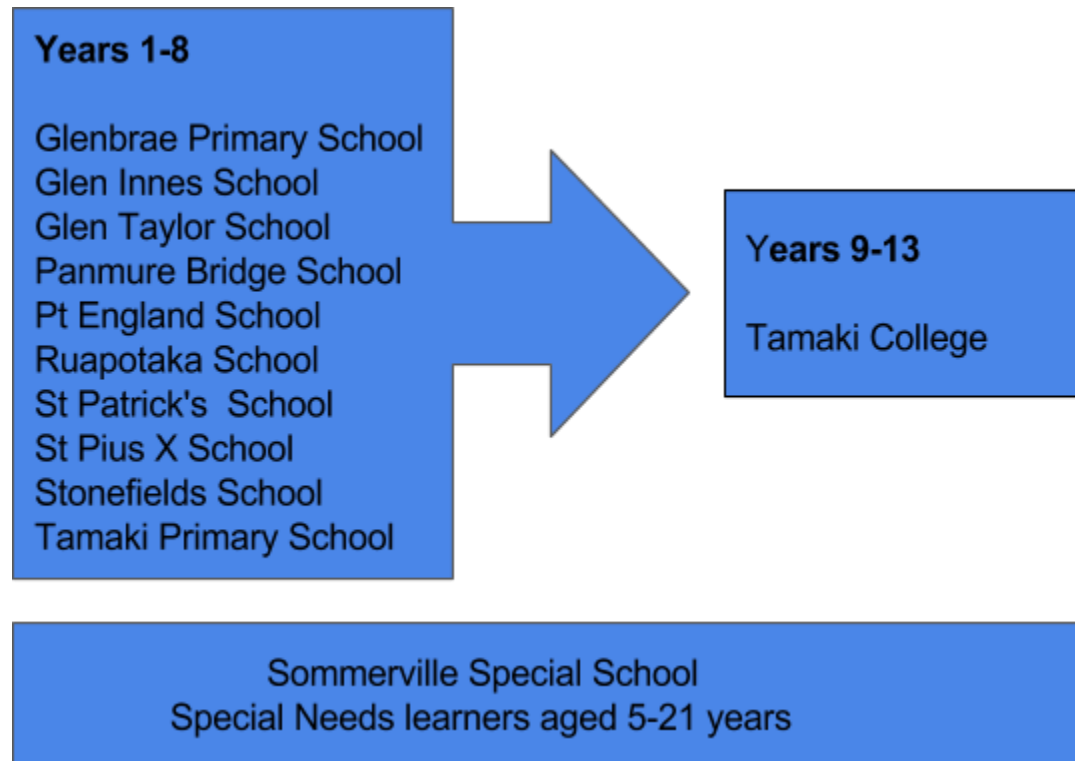 Years 1-8
Glenbrae Primary School
Glen Innes School
Glen Taylor School
Panmure Bridge School
Pt England School
Ruapotaka School
St Patrick's  School
St Pius X School
Stonefields School
Tamaki Primary School
Years 9-13
Tamaki College
Sommerville Special School
Special Needs learners aged 5-21 years